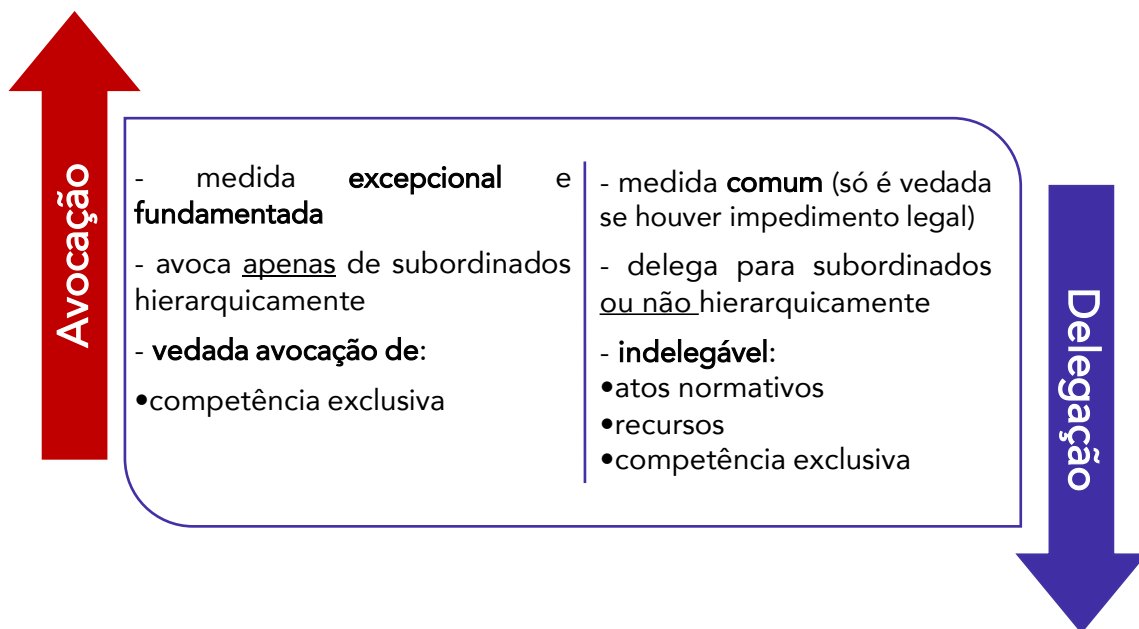 Avocação
- medida excepcional e
fundamentada
- avoca apenas de subordinados
hierarquicamente
- vedada avocação de:
•competência exclusiva
- medida comum (só é vedada
se houver impedimento legal)
- delega para subordinados
ou não hierarquicamente
- indelegável:
•atos normativos
•recursos
•competência exclusiva
Delegação